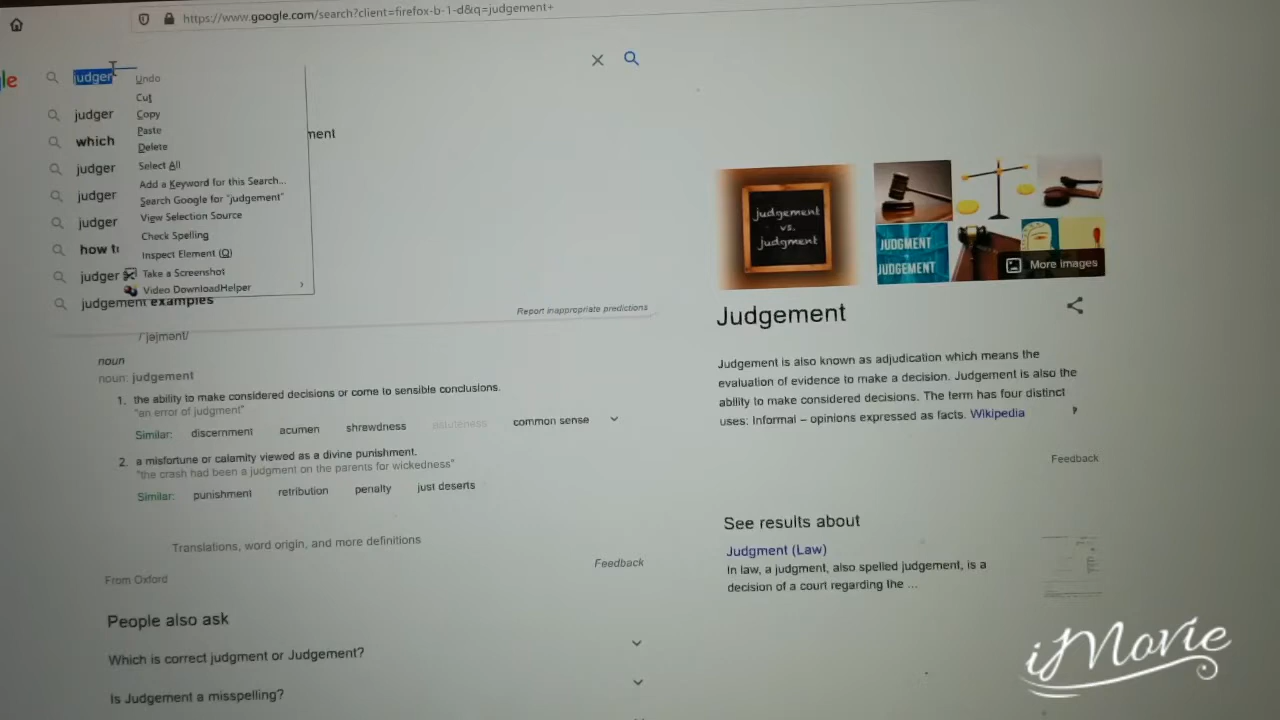 https://www.google.com/search?client=firefox-b-1-d&q=judgement+
le
judger
Undo
Cut
judger
Copy
which
Paste
ment
Delete
judger
Select All
judger
Add a Keyword for this Search...
Search Google for "judgement"
judger
View Selection Source
Check Spelling
how t
Inspect Element (Q)
judger
Take a Screenshot
Video DownloadHelper
judgement examples
Report inappropriate predictions
/ˈjəjmənt/
noun
noun: judgement
1. the ability to make considered decisions or come to sensible conclusions.
"an error of judgment"
Similar: discernment acumen shrewdness astuteness common sense
2. a misfortune or calamity viewed as a divine punishment.
"the crash had been a judgment on the parents for wickedness"
Similar: punishment retribution penalty just deserts
Translations, word origin, and more definitions
From Oxford
Feedback
People also ask
Which is correct judgment or Judgement?
Is Judgement a misspelling?
judgement
vs.
judgment
JUDGMENT
JUDGEMENT
More images
Judgement
Judgement is also known as adjudication which means the
evaluation of evidence to make a decision. Judgement is also the
ability to make considered decisions. The term has four distinct
uses: Informal – opinions expressed as facts. Wikipedia
Feedback
See results about
Judgment (Law)
In law, a judgment, also spelled judgement, is a
decision of a court regarding the ...
iMovie